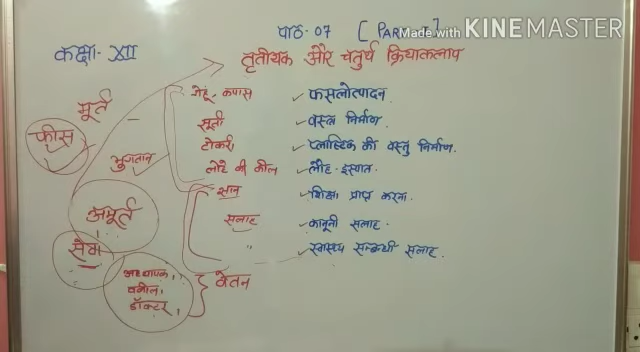 Made with KINEMASTER
पाठ-07 [Part-I]
कक्षा-XII
तृतीयक और चतुर्थ क्रियाकलाप
मूर्त
फीस
भुगतान
अमूर्त
सेवा
अध्यापक,
वकील,
डॉक्टर,
गेहूं, कपास
सूती
टोकरी
लोहे की कील
ज्ञान
सलाह
"
वेतन
फसलोत्पादन
वस्त्र निर्माण
प्लास्टिक की वस्तु निर्माण.
लौह-इस्पात
शिक्षा प्राप्त करना.
कानूनी सलाह
स्वास्थ्य सम्बन्धी सलाह.